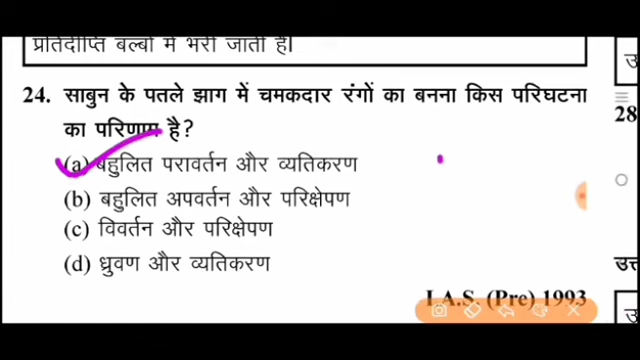 प्रतिदीप्ति बल्बों में भरी जाती है।
24. साबुन के पतले झाग में चमकदार रंगों का बनना किस परिघटना
का परिणाम है?
(a) बहुलित परावर्तन और व्यतिकरण
(b) बहुलित अपवर्तन और परिक्षेपण
(c) विवर्तन और परिक्षेपण
(d) ध्रुवण और व्यतिकरण
I.A.S. (Pre) 1993
उ
28
उत्त
उ